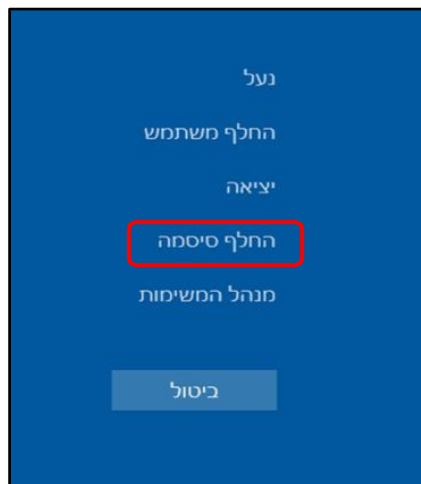 נעל
החלף משתמש
יציאה
החלף סיסמה
מנהל המשימות
ביטול